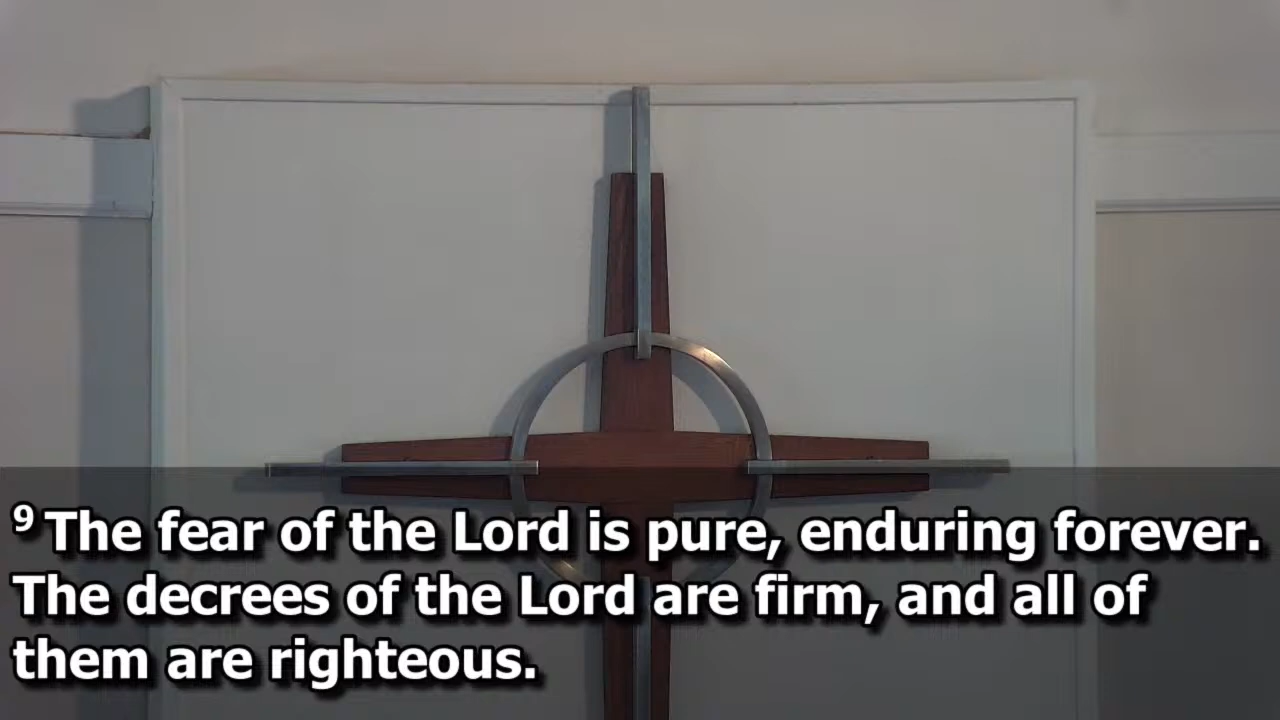 9 The fear of the Lord is pure, enduring forever.
The decrees of the Lord are firm, and all of
them are righteous.